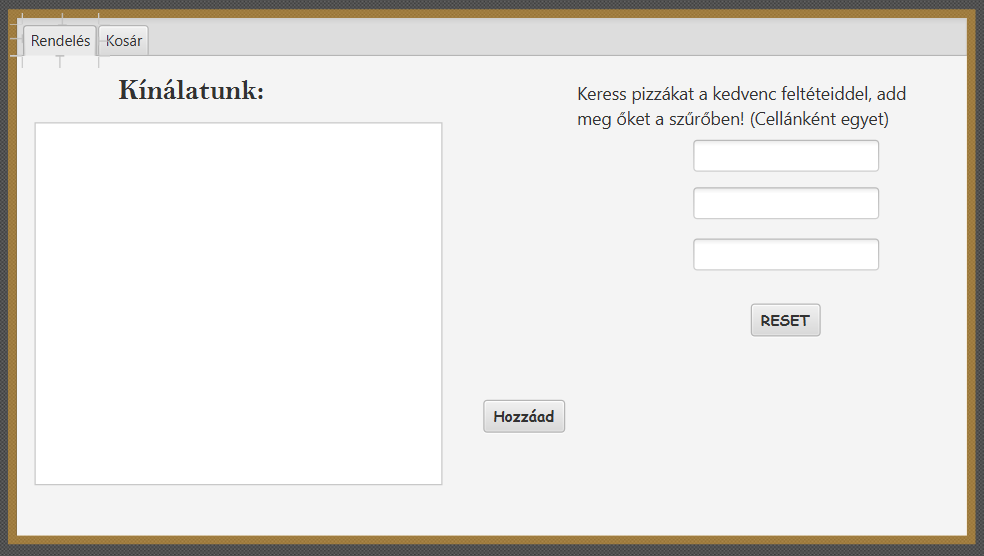 Rendelés
Kosár
Kínálatunk:
Keress pizzákat a kedvenc feltéteiddel, add
meg őket a szűrőben! (Cellánként egyet)
RESET
Hozzáad